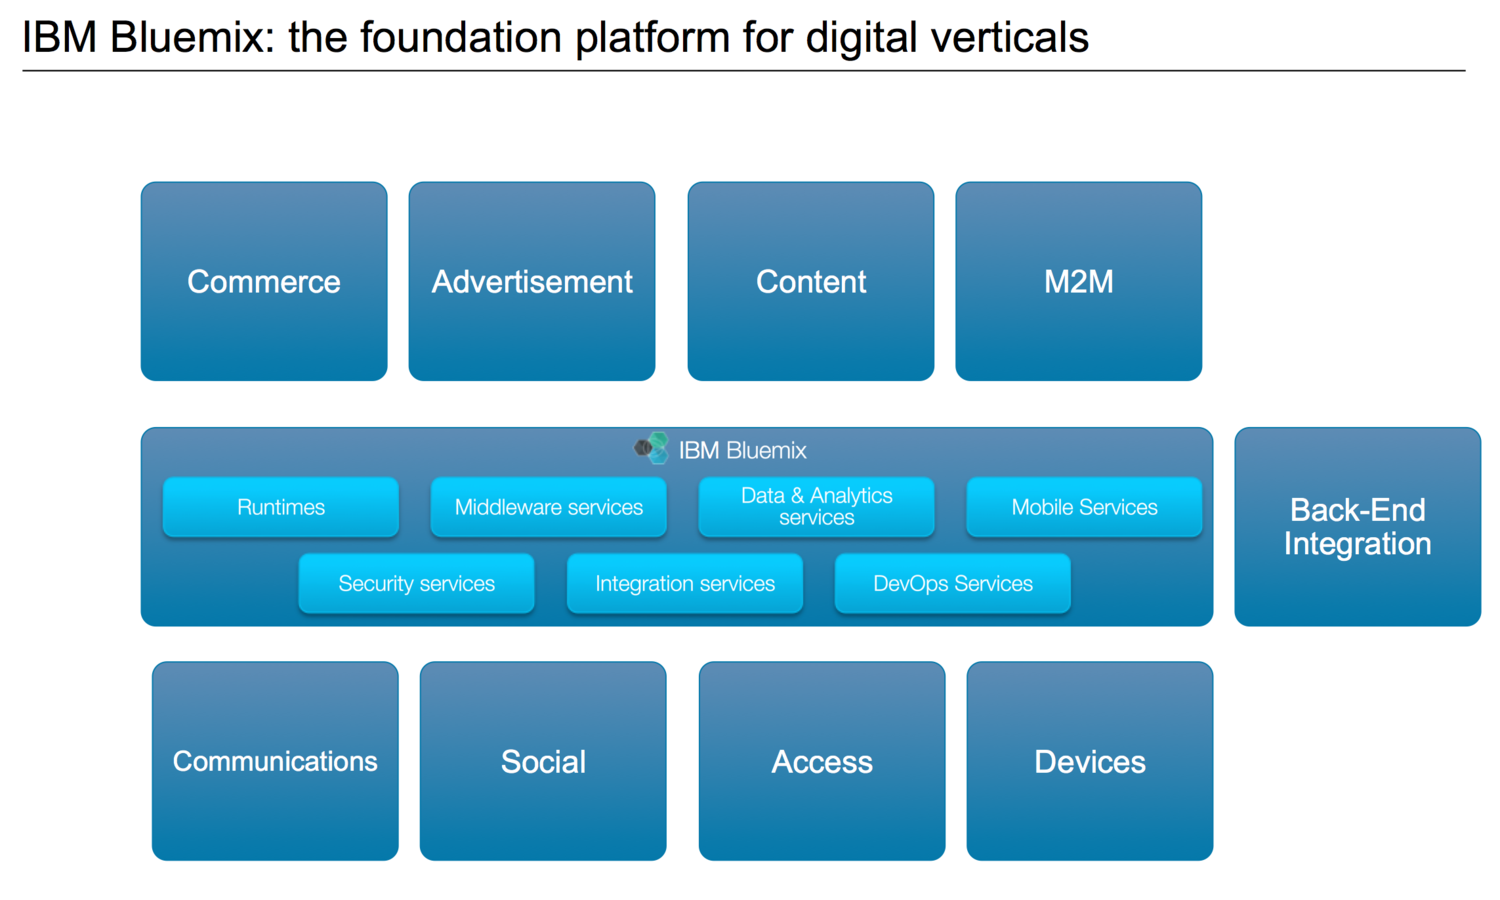 IBM Bluemix: the foundation platform for digital verticals
Commerce
Advertisement
Content
M2M
IBM Bluemix
Runtimes
Middleware services
Data & Analytics
services
Mobile Services
Security services
Integration services
DevOps Services
Back-End
Integration
Communications
Social
Access
Devices